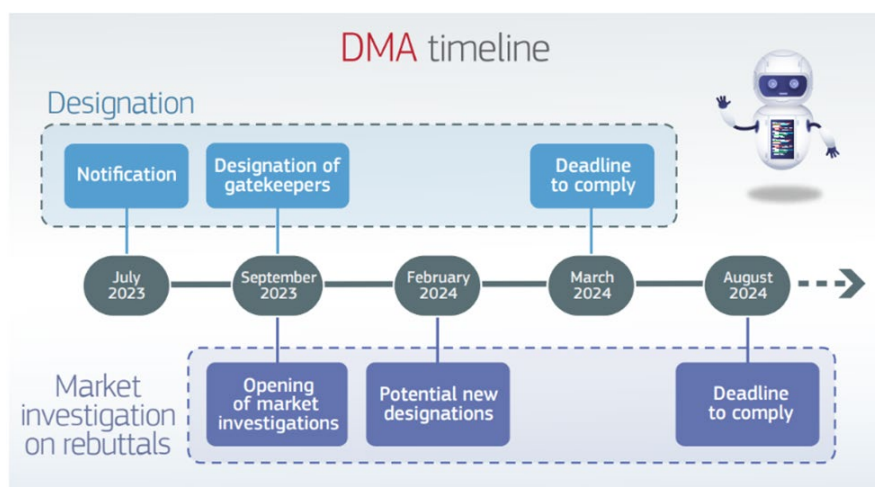 DMA timeline
Designation
Notification
Designation of
gatekeepers
Deadline
to comply
July
2023
September
2023
February
2024
March
2024
August
2024
Market
investigation
on rebuttals
Opening
of market
investigations
Potential new
designations
Deadline
to comply